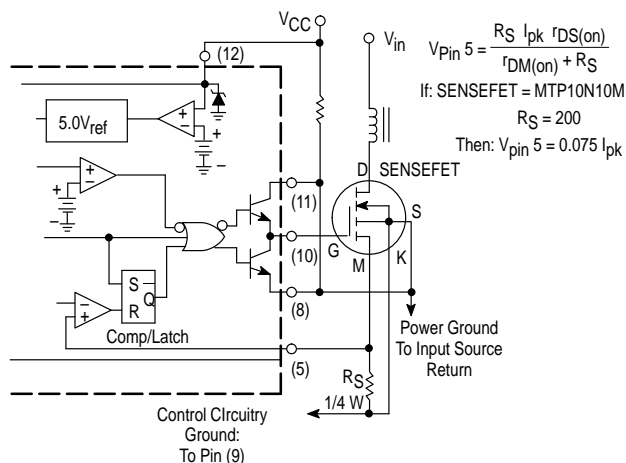 VCC
Vin
(12)
VPin 5 = RS Ipk rDS(on)
rDM(on) + RS
If: SENSEFET = MTP10N10M
RS = 200
Then: Vpin 5 = 0.075 Ipk
5.0Vref
+
–
+
–
D SENSEFET
+
–
+
–
(11)
S
(10)
G
M
K
S
Q
R
–
+
(8)
Comp/Latch
Power Ground
To Input Source
Return
(5)
RS
1/4 W
Control CIrcuitry
Ground:
To Pin (9)